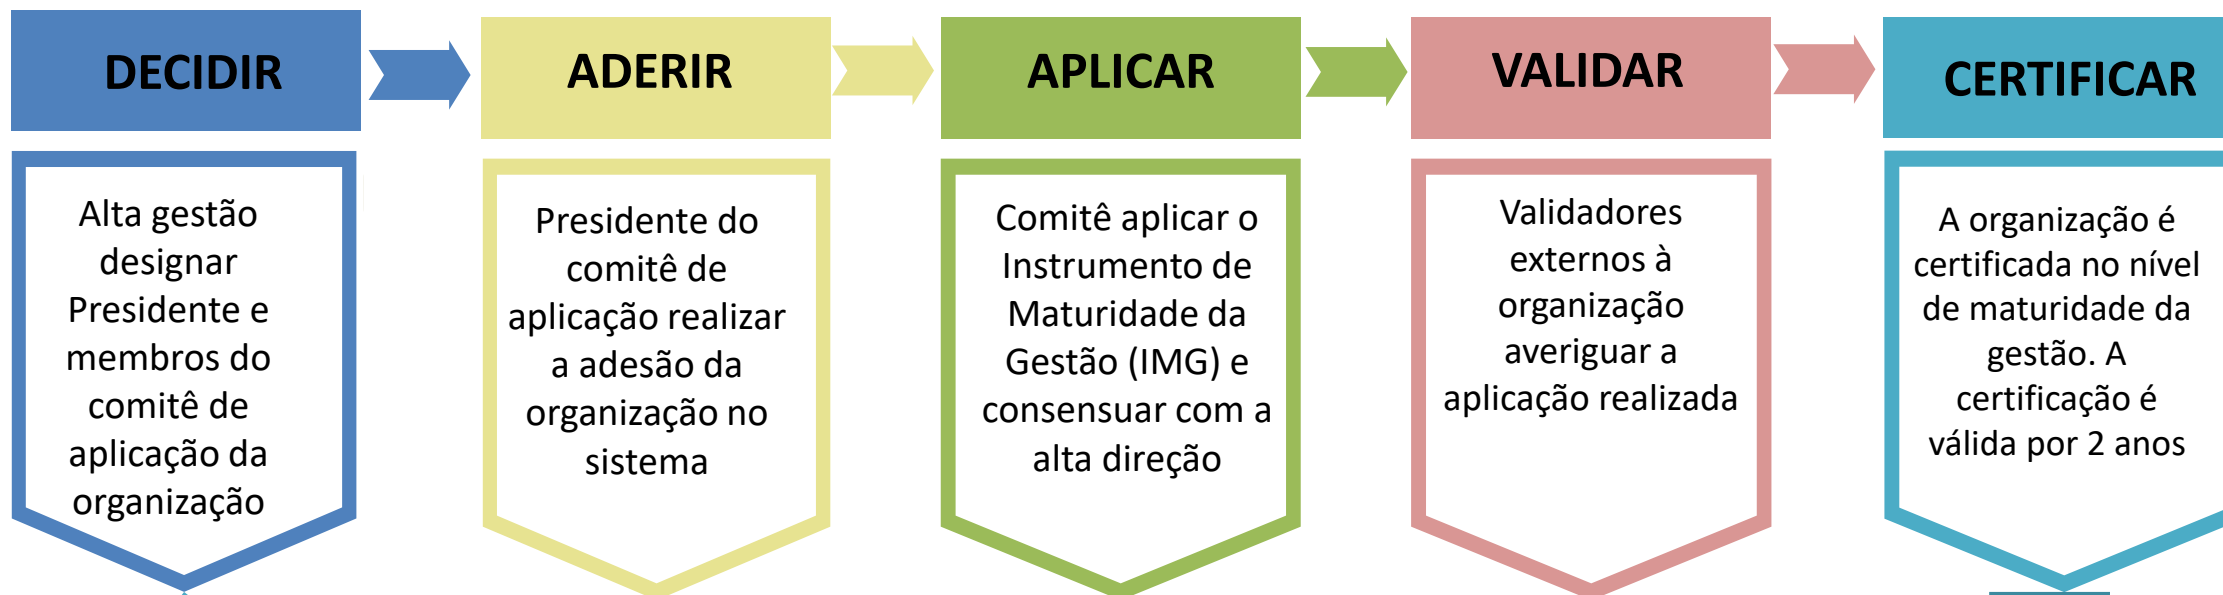 DECIDIR
Alta gestão
designar
Presidente e
membros do
comitê de
aplicação da
organização
ADERIR
Presidente do
comitê de
aplicação realizar
a adesão da
organização no
sistema
APLICAR
Comitê aplicar o
Instrumento de
Maturidade da
Gestão (IMG) e
consensuar com a
alta direção
VALIDAR
Validadores
externos à
organização
averiguar a
aplicação realizada
CERTIFICAR
A organização é
certificada no nível
de maturidade da
gestão. A
certificação é
válida por 2 anos